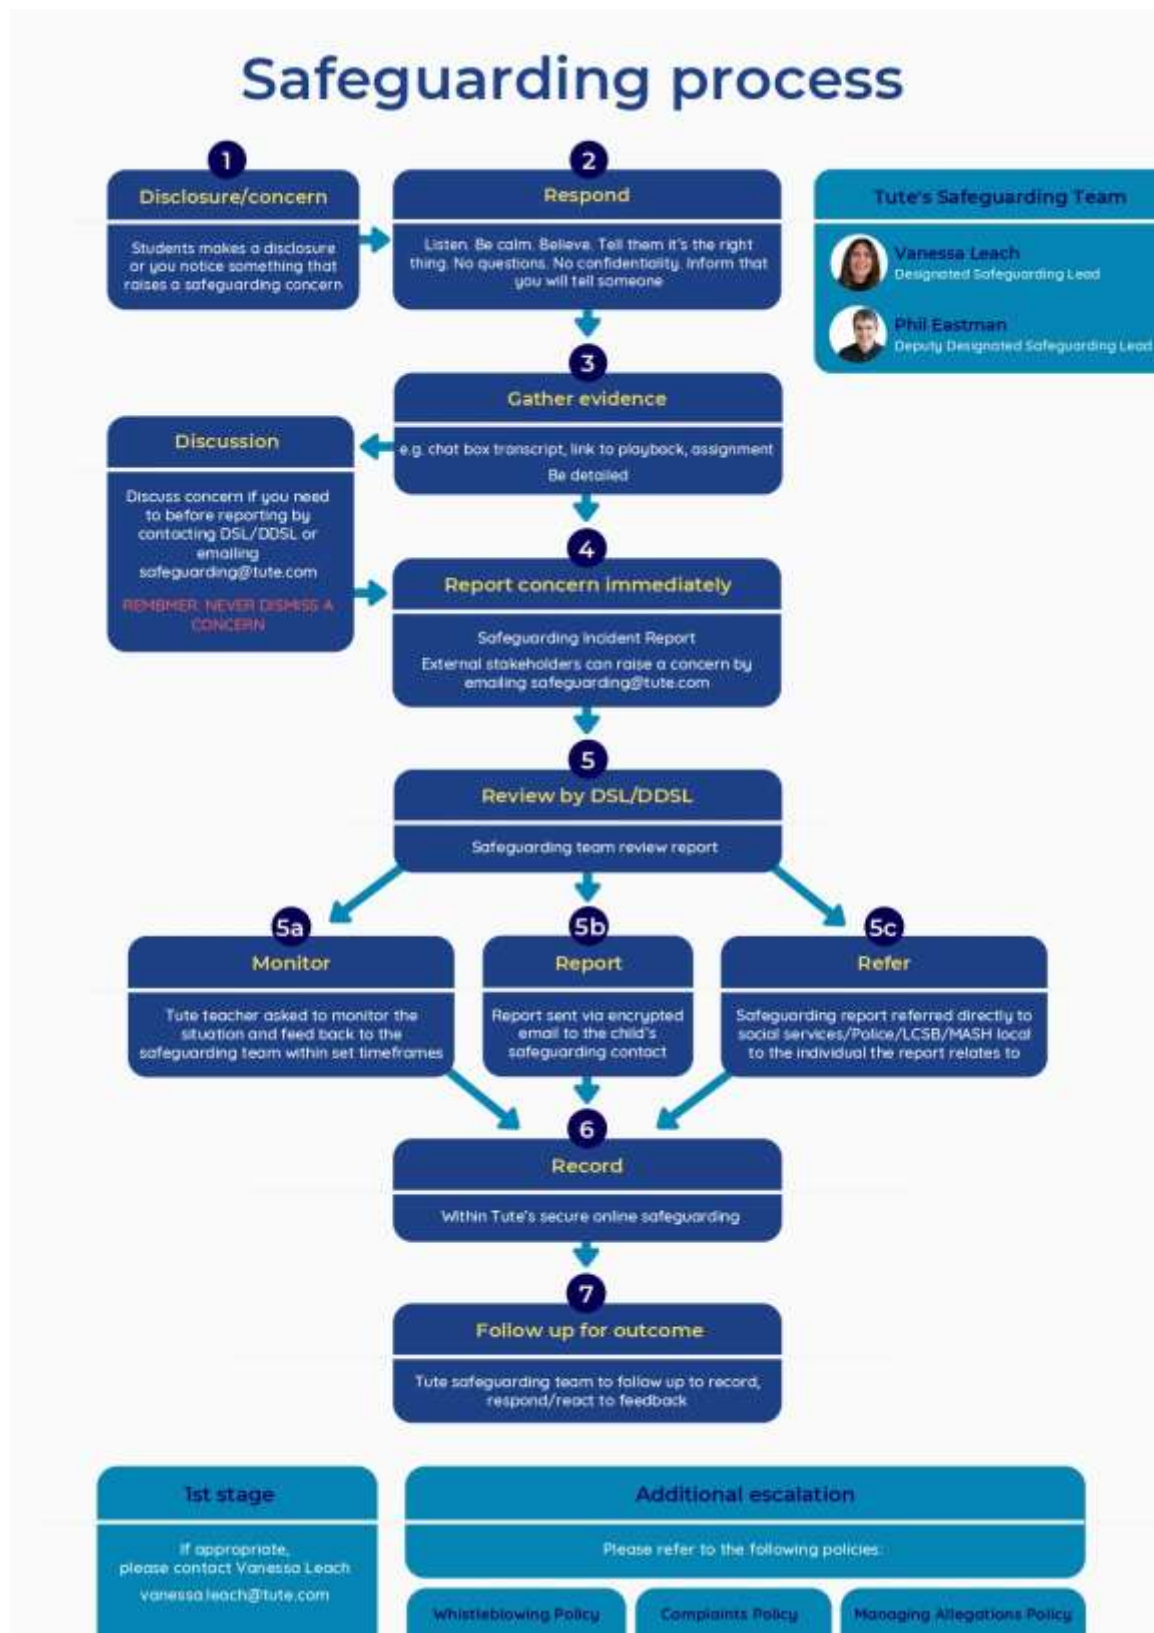 Safeguarding process
1
Disclosure/concern
Students makes a disclosure
or you notice something that
raises a safeguarding concern
2
Respond
Listen. Be calm. Believe. Tell them it's the right
thing. No questions. No confidentiality. Inform that
you will tell someone
Tute's Safeguarding Team
Vanessa Leach
Designated Safeguarding Lead
Phil Eastman
Deputy Designated Safeguarding Lead
3
Gather evidence
e.g. chat box transcript, link to playback, assignment
Be detailed
Discussion
Discuss concern if you need
to before reporting by
contacting DSL/DDSL or
emailing
safeguarding@tute.com
REMBMER: NEVER DISMISS A
CONCERN
4
Report concern immediately
Safeguarding Incident Report
External stakeholders can raise a concern by
emailing safeguarding@tute.com
5
Review by DSL/DDSL
Safeguarding team review report
5a
Monitor
Tute teacher asked to monitor the
situation and feed back to the
safeguarding team within set timeframes
5b
Report
Report sent via encrypted
email to the child's
safeguarding contact
5c
Refer
Safeguarding report referred directly to
social services/Police/LCSB/MASH local
to the individual the report relates to
6
Record
Within Tute's secure online safeguarding
7
Follow up for outcome
Tute safeguarding team to follow up to record,
respond/react to feedback
1st stage
If appropriate,
please contact Vanessa Leach
vanessa.leach@tute.com
Additional escalation
Please refer to the following policies:
Whistleblowing Policy
Complaints Policy
Managing Allegations Policy